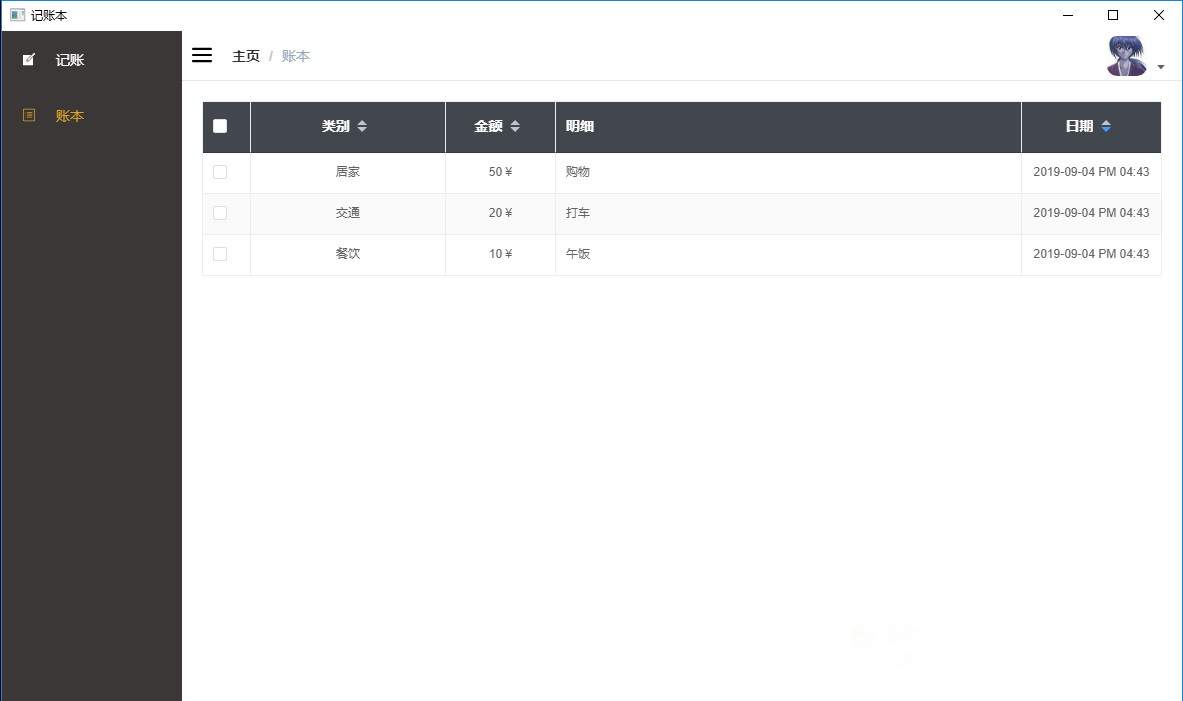 记账本
记账
主页 / 账本
账本
类别 金额 明细 日期
居家 50 ¥ 购物 2019-09-04 PM 04:43
交通 20 ¥ 打车 2019-09-04 PM 04:43
餐饮 10 ¥ 午饭 2019-09-04 PM 04:43